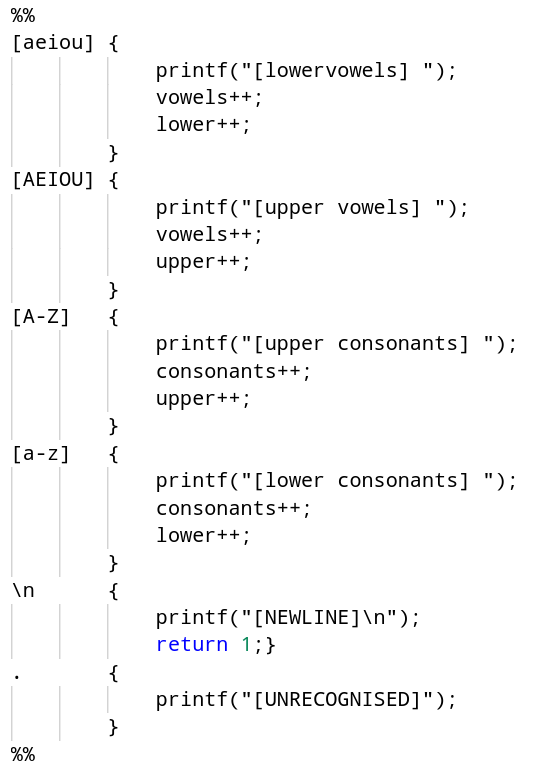 %%
[aeiou] {
            printf("[lowervowels] ");
            vowels++;
            lower++;
        }
[AEIOU] {
            printf("[upper vowels] ");
            vowels++;
            upper++;
        }
[A-Z]   {
            printf("[upper consonants] ");
            consonants++;
            upper++;
        }
[a-z]   {
            printf("[lower consonants] ");
            consonants++;
            lower++;
        }
\n      {
            printf("[NEWLINE]\n");
            return 1;}
.       {
            printf("[UNRECOGNISED]");
        }
%%